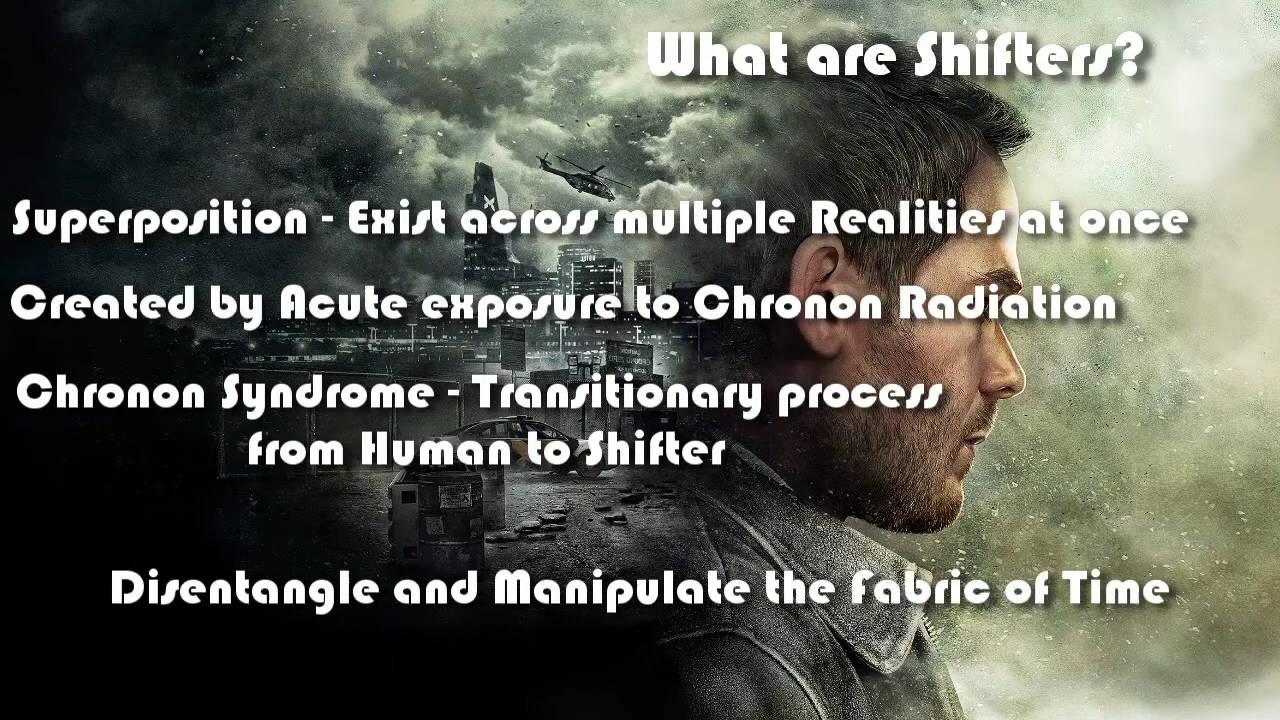 What are Shifters?
Superposition - Exist across multiple Realities at once
Created by Acute exposure to Chronon Radiation
Chronon Syndrome - Transitionary process
from Human to Shifter
Disentangle and Manipulate the Fabric of Time